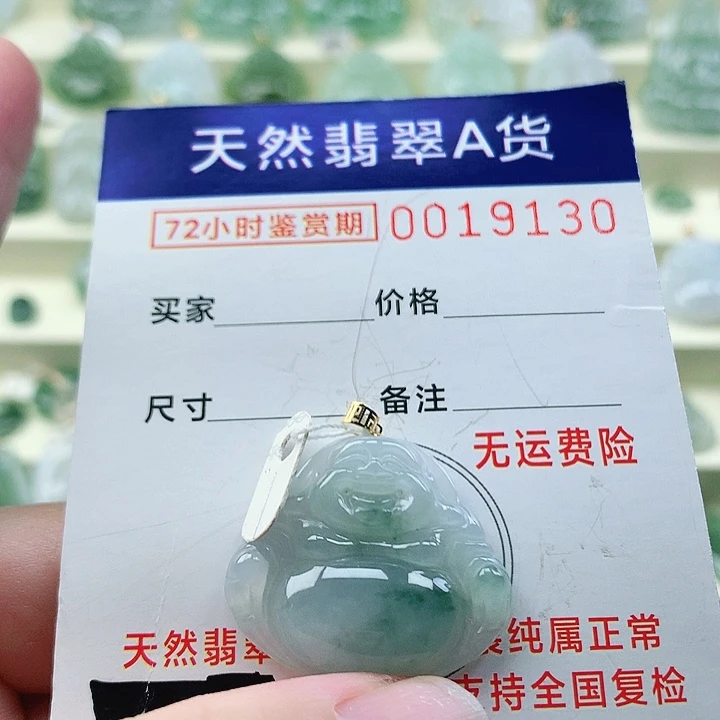 天然翡翠A货
72小时鉴赏期 0019130
买家 价格
尺寸 备注
无运费险
天然翡翠 纯属正常
支持全国复检